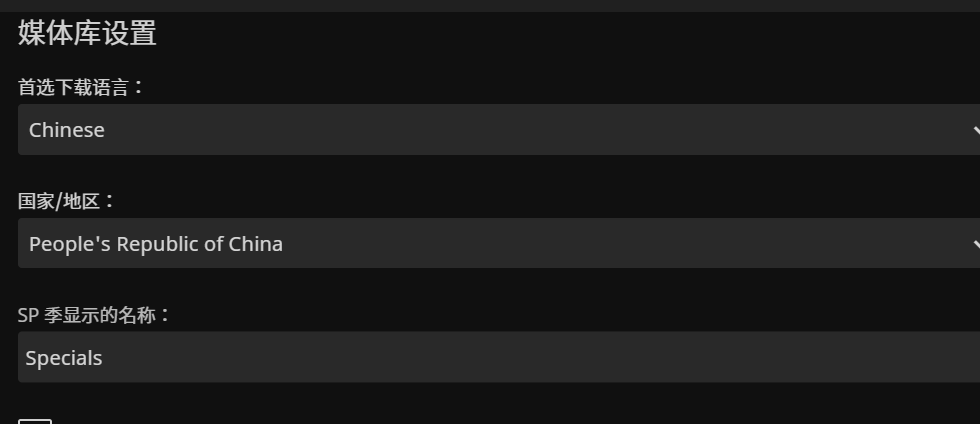 媒体库设置
首选下载语言：
Chinese
国家/地区：
People's Republic of China
SP 季显示的名称：
Specials